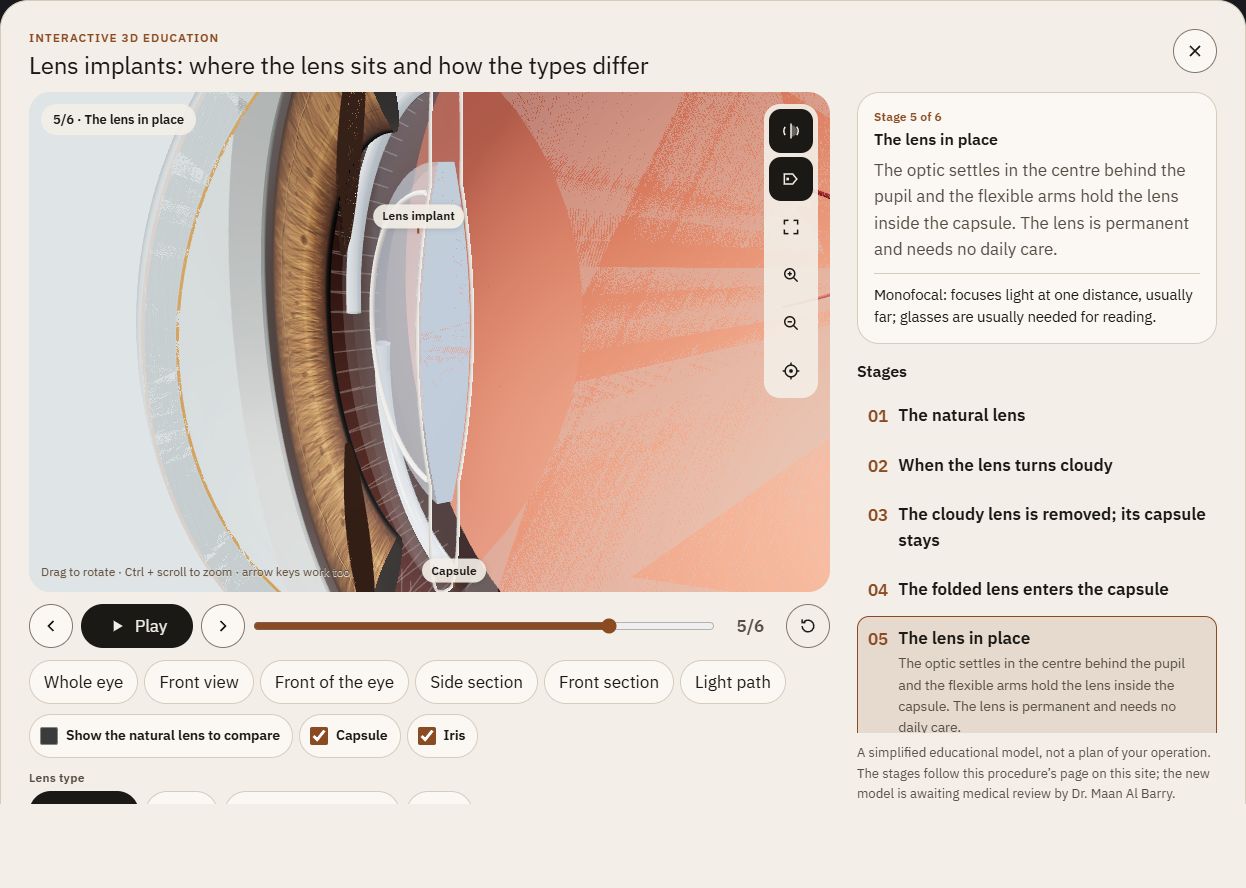 INTERACTIVE 3D EDUCATION
Lens implants: where the lens sits and how the types differ
5/6 · The lens in place
Lens implant
Capsule
Drag to rotate · Ctrl + scroll to zoom · arrow keys work too
Play
5/6
Whole eye
Front view
Front of the eye
Side section
Front section
Light path
Show the natural lens to compare
Capsule
Iris
Lens type
Stage 5 of 6
The lens in place
The optic settles in the centre behind the
pupil and the flexible arms hold the lens
inside the capsule. The lens is permanent
and needs no daily care.
Monofocal: focuses light at one distance, usually
far; glasses are usually needed for reading.
Stages
01 The natural lens
02 When the lens turns cloudy
03 The cloudy lens is removed; its capsule
stays
04 The folded lens enters the capsule
05 The lens in place
The optic settles in the centre behind the pupil
and the flexible arms hold the lens inside the
capsule. The lens is permanent and needs no
daily care.
A simplified educational model, not a plan of your operation.
The stages follow this procedure’s page on this site; the new
model is awaiting medical review by Dr. Maan Al Barry.